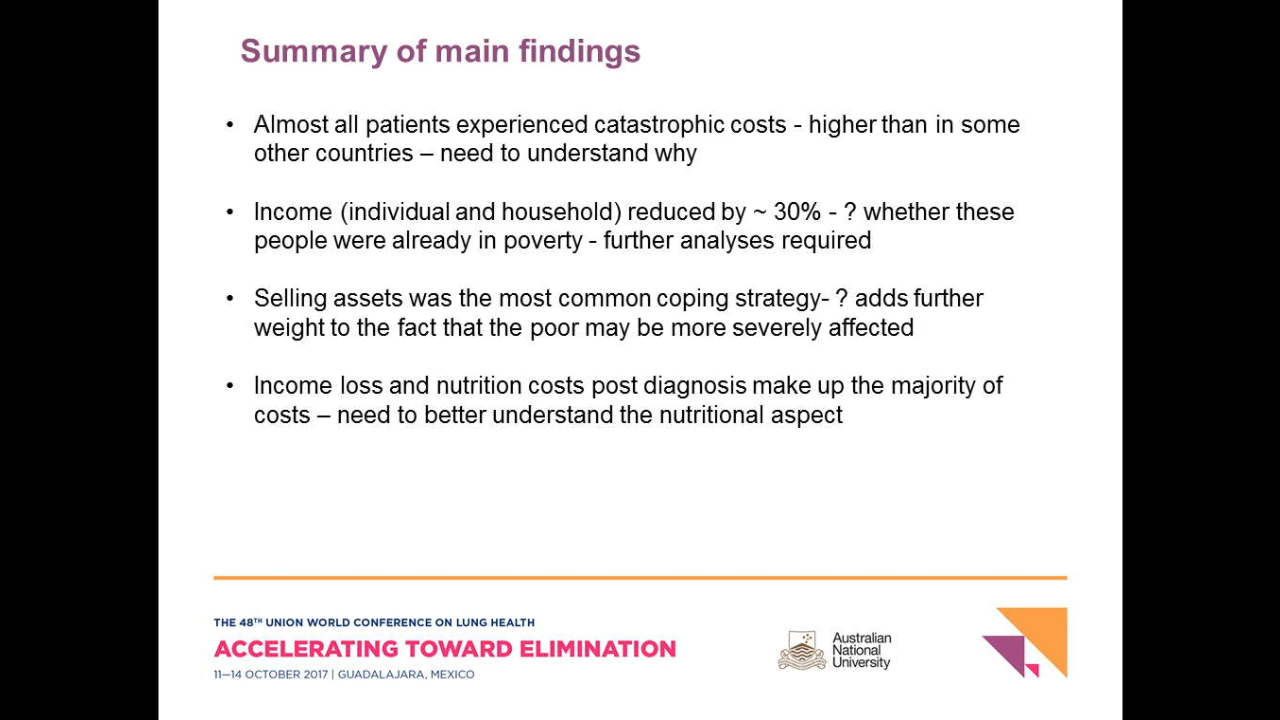 Summary of main findings
• Almost all patients experienced catastrophic costs - higher than in some
other countries – need to understand why
• Income (individual and household) reduced by ~ 30% - ? whether these
people were already in poverty - further analyses required
• Selling assets was the most common coping strategy- ? adds further
weight to the fact that the poor may be more severely affected
• Income loss and nutrition costs post diagnosis make up the majority of
costs – need to better understand the nutritional aspect
THE 48TH UNION WORLD CONFERENCE ON LUNG HEALTH
ACCELERATING TOWARD ELIMINATION
11–14 OCTOBER 2017 | GUADALAJARA, MEXICO
Australian
National
University